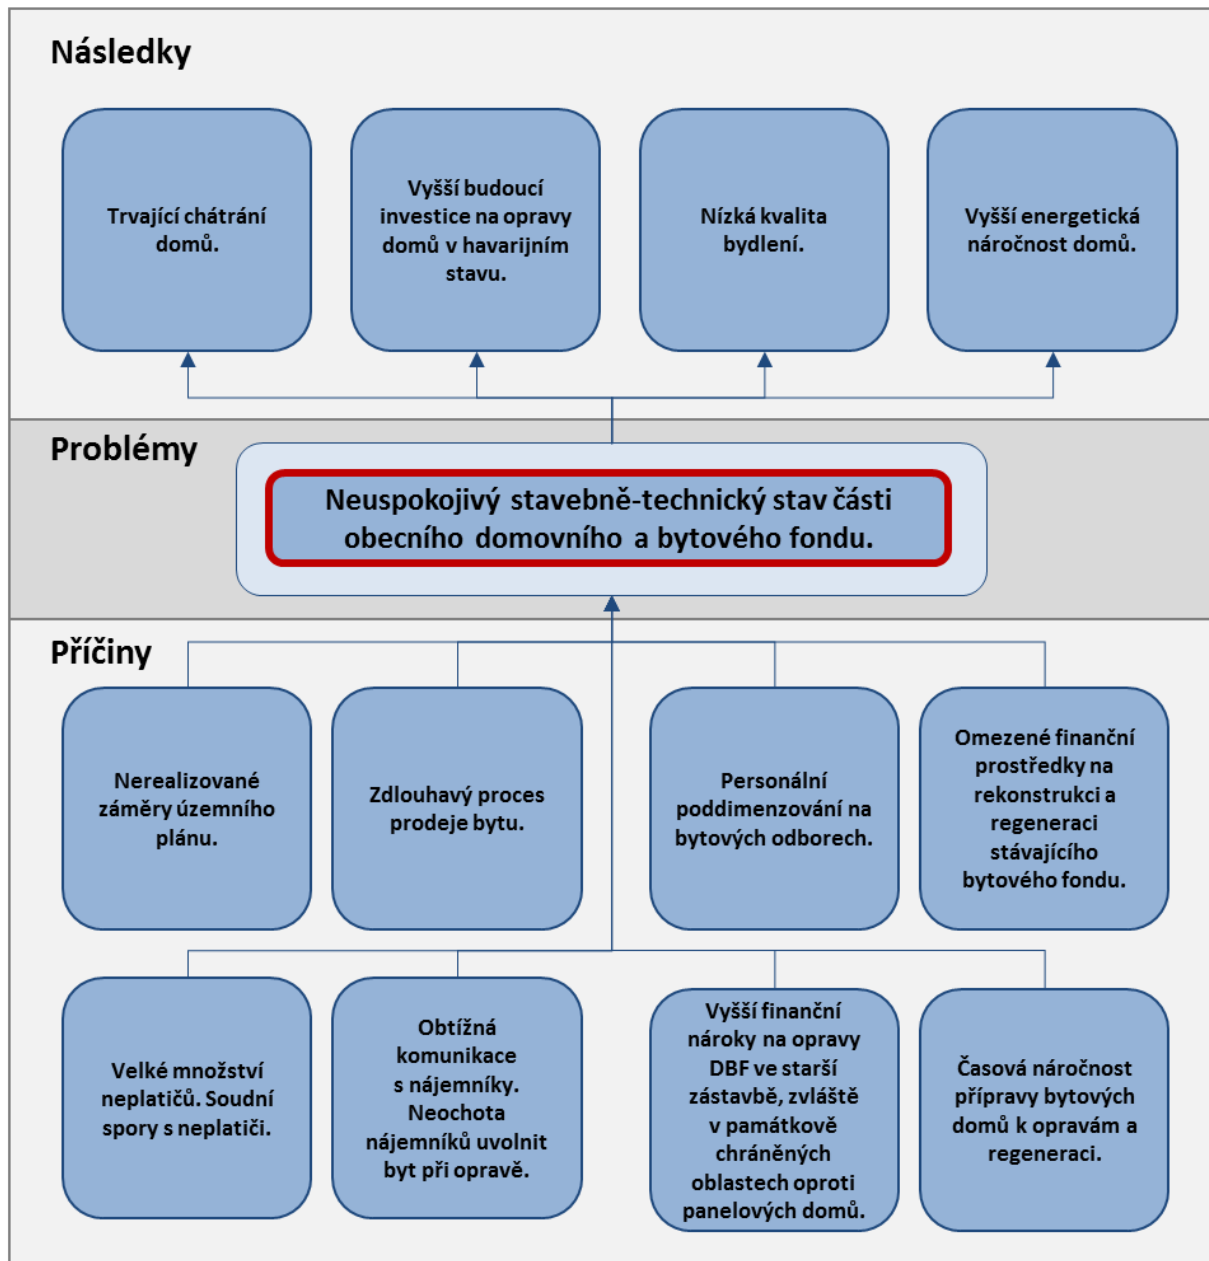 Následky
Trvající chátrání
domů.
Vyšší budoucí
investice na opravy
domů v havarijním
stavu.
Nízká kvalita
bydlení.
Vyšší energetická
náročnost domů.
Problémy
Neuspokojivý stavebně-technický stav části
obecního domovního a bytového fondu.
Příčiny
Nerealizované
záměry územního
plánu.
Zdlouhavý proces
prodeje bytu.
Personální
poddimenzování na
bytových odborech.
Omezené finanční
prostředky na
rekonstrukci a
regeneraci
stávajícího
bytového fondu.
Velké množství
neplatičů. Soudní
spory s neplatiči.
Obtížná
komunikace
s nájemníky.
Neochota
nájemníků uvolnit
byt při opravě.
Vyšší finanční
nároky na opravy
DBF ve starší
zástavbě, zvláště
v památkově
chráněných
oblastech oproti
panelových domů.
Časová náročnost
přípravy bytových
domů k opravám a
regeneraci.